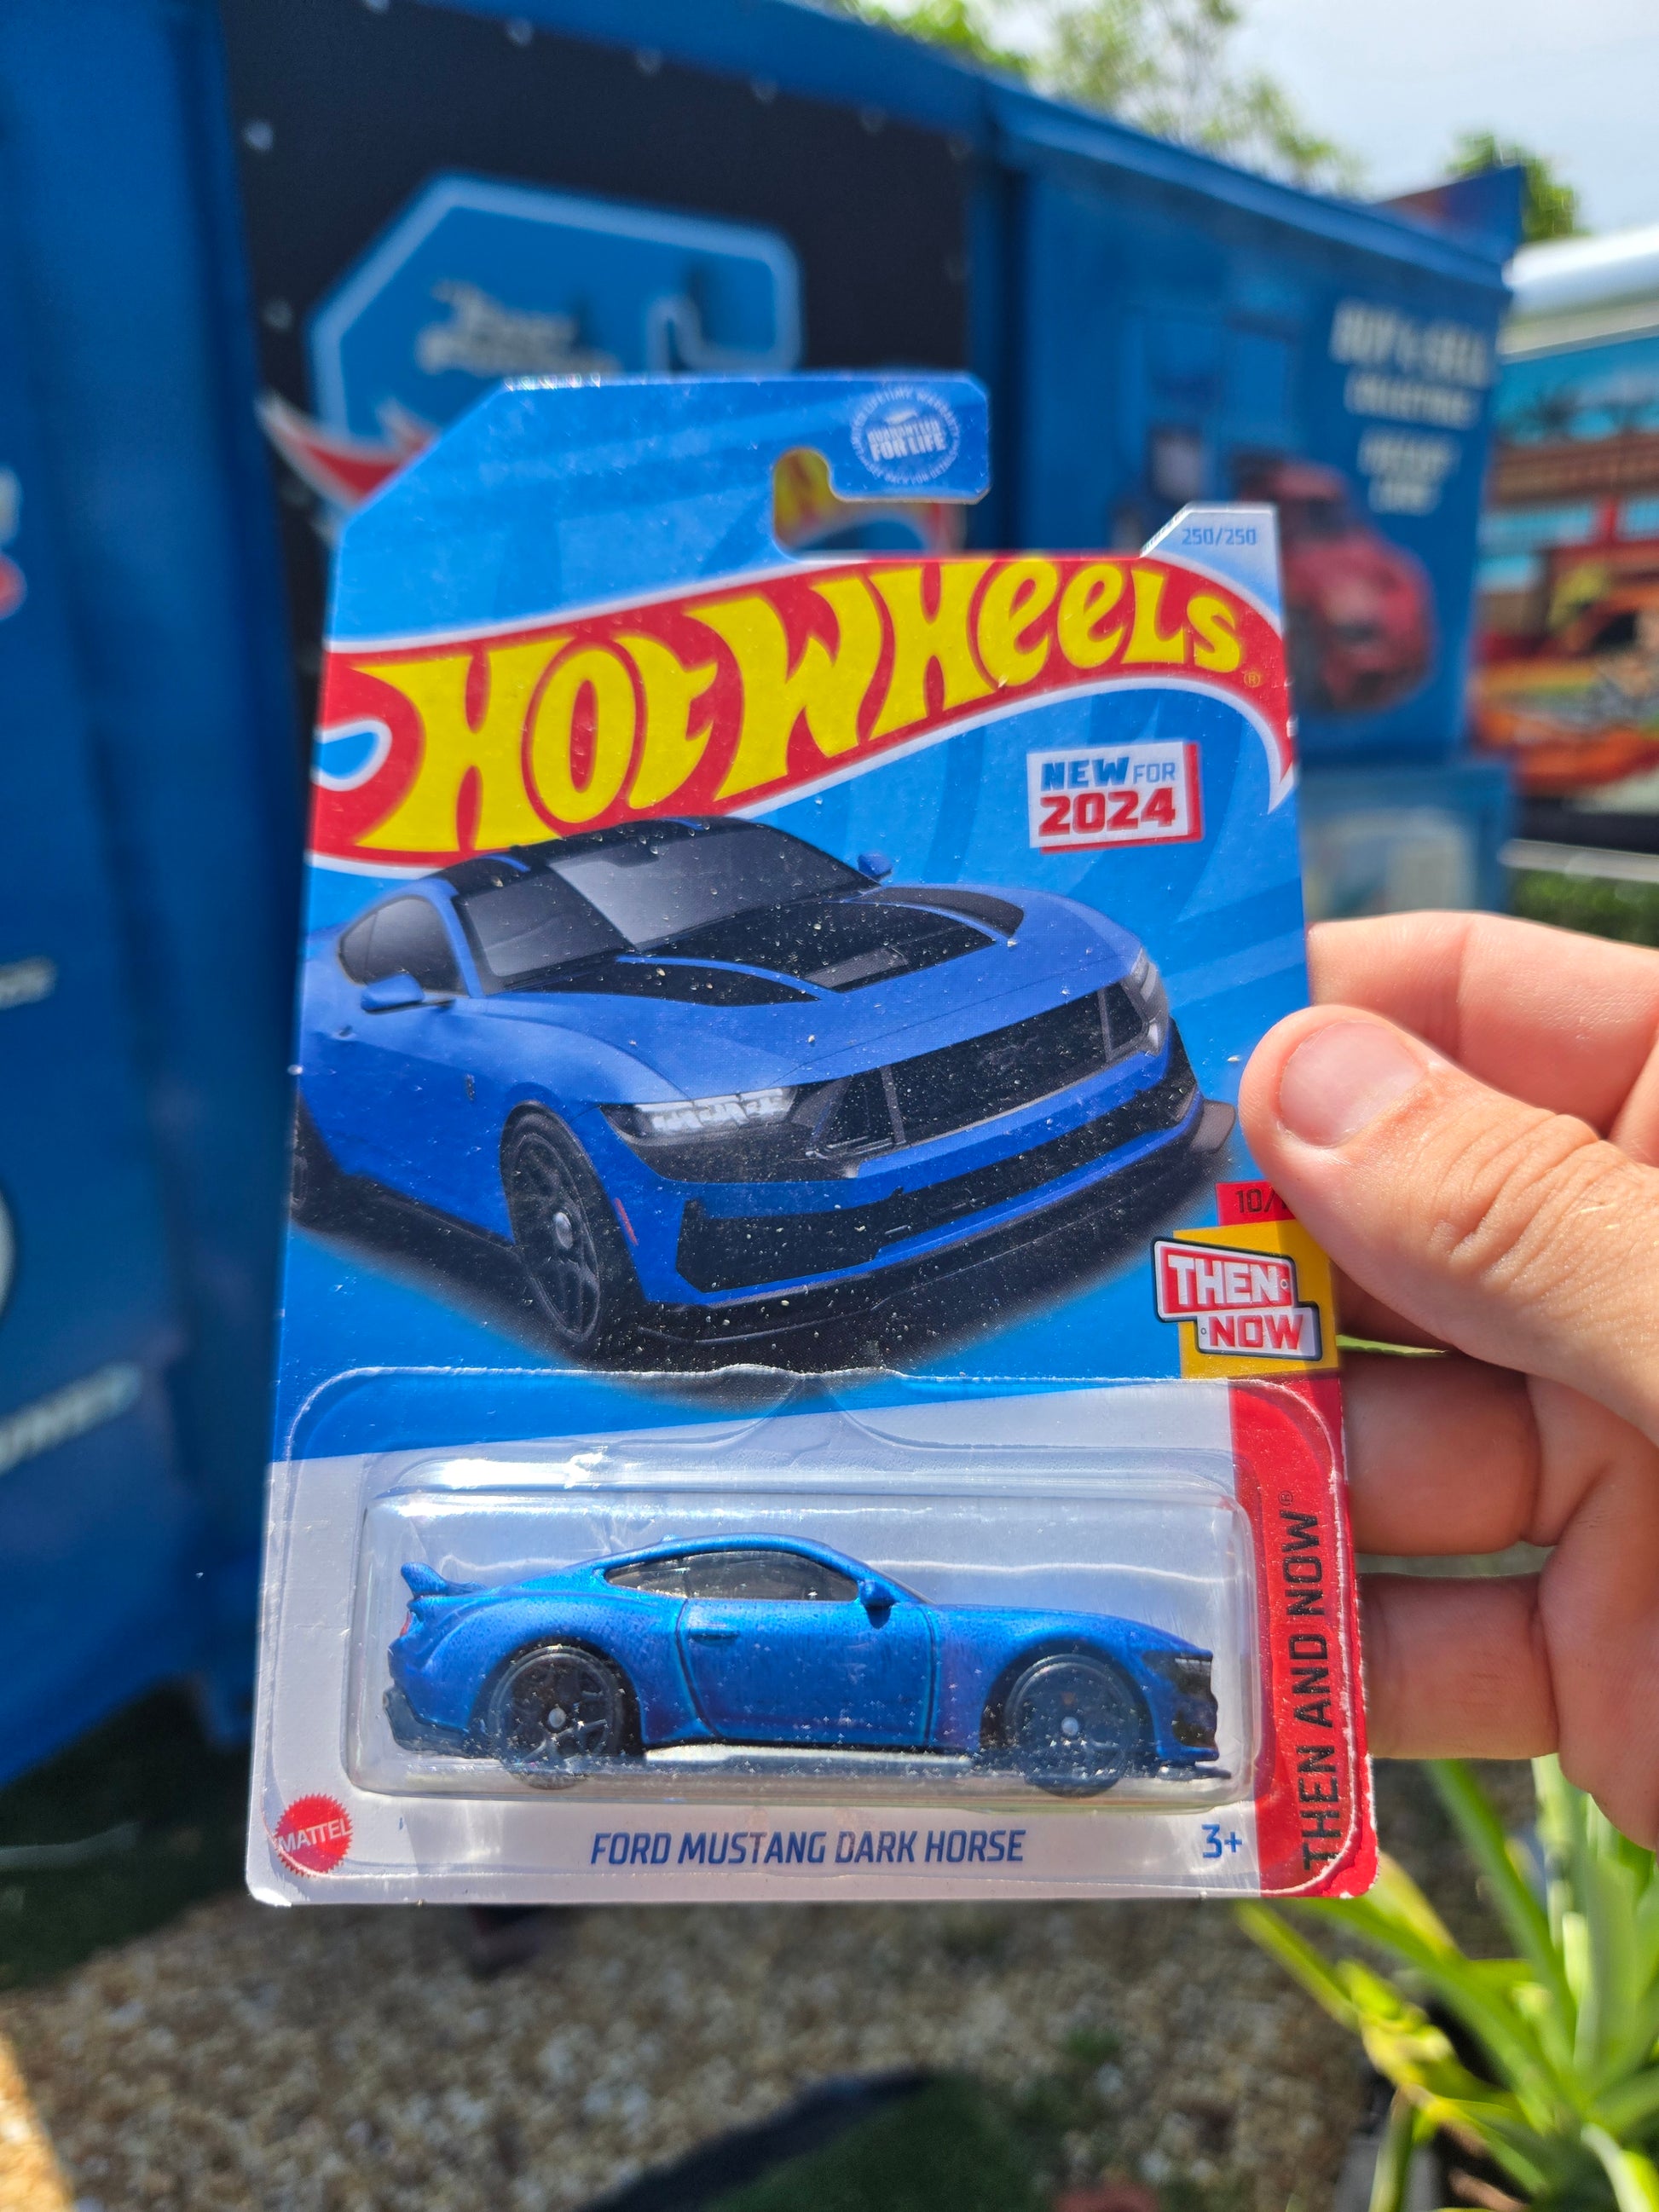 GUARANTEED
FOR LIFE
250/250
HOT WHEELS®
NEW FOR
2024
10/
THEN
NOW
THEN AND NOW®
MATTEL
FORD MUSTANG DARK HORSE
3+